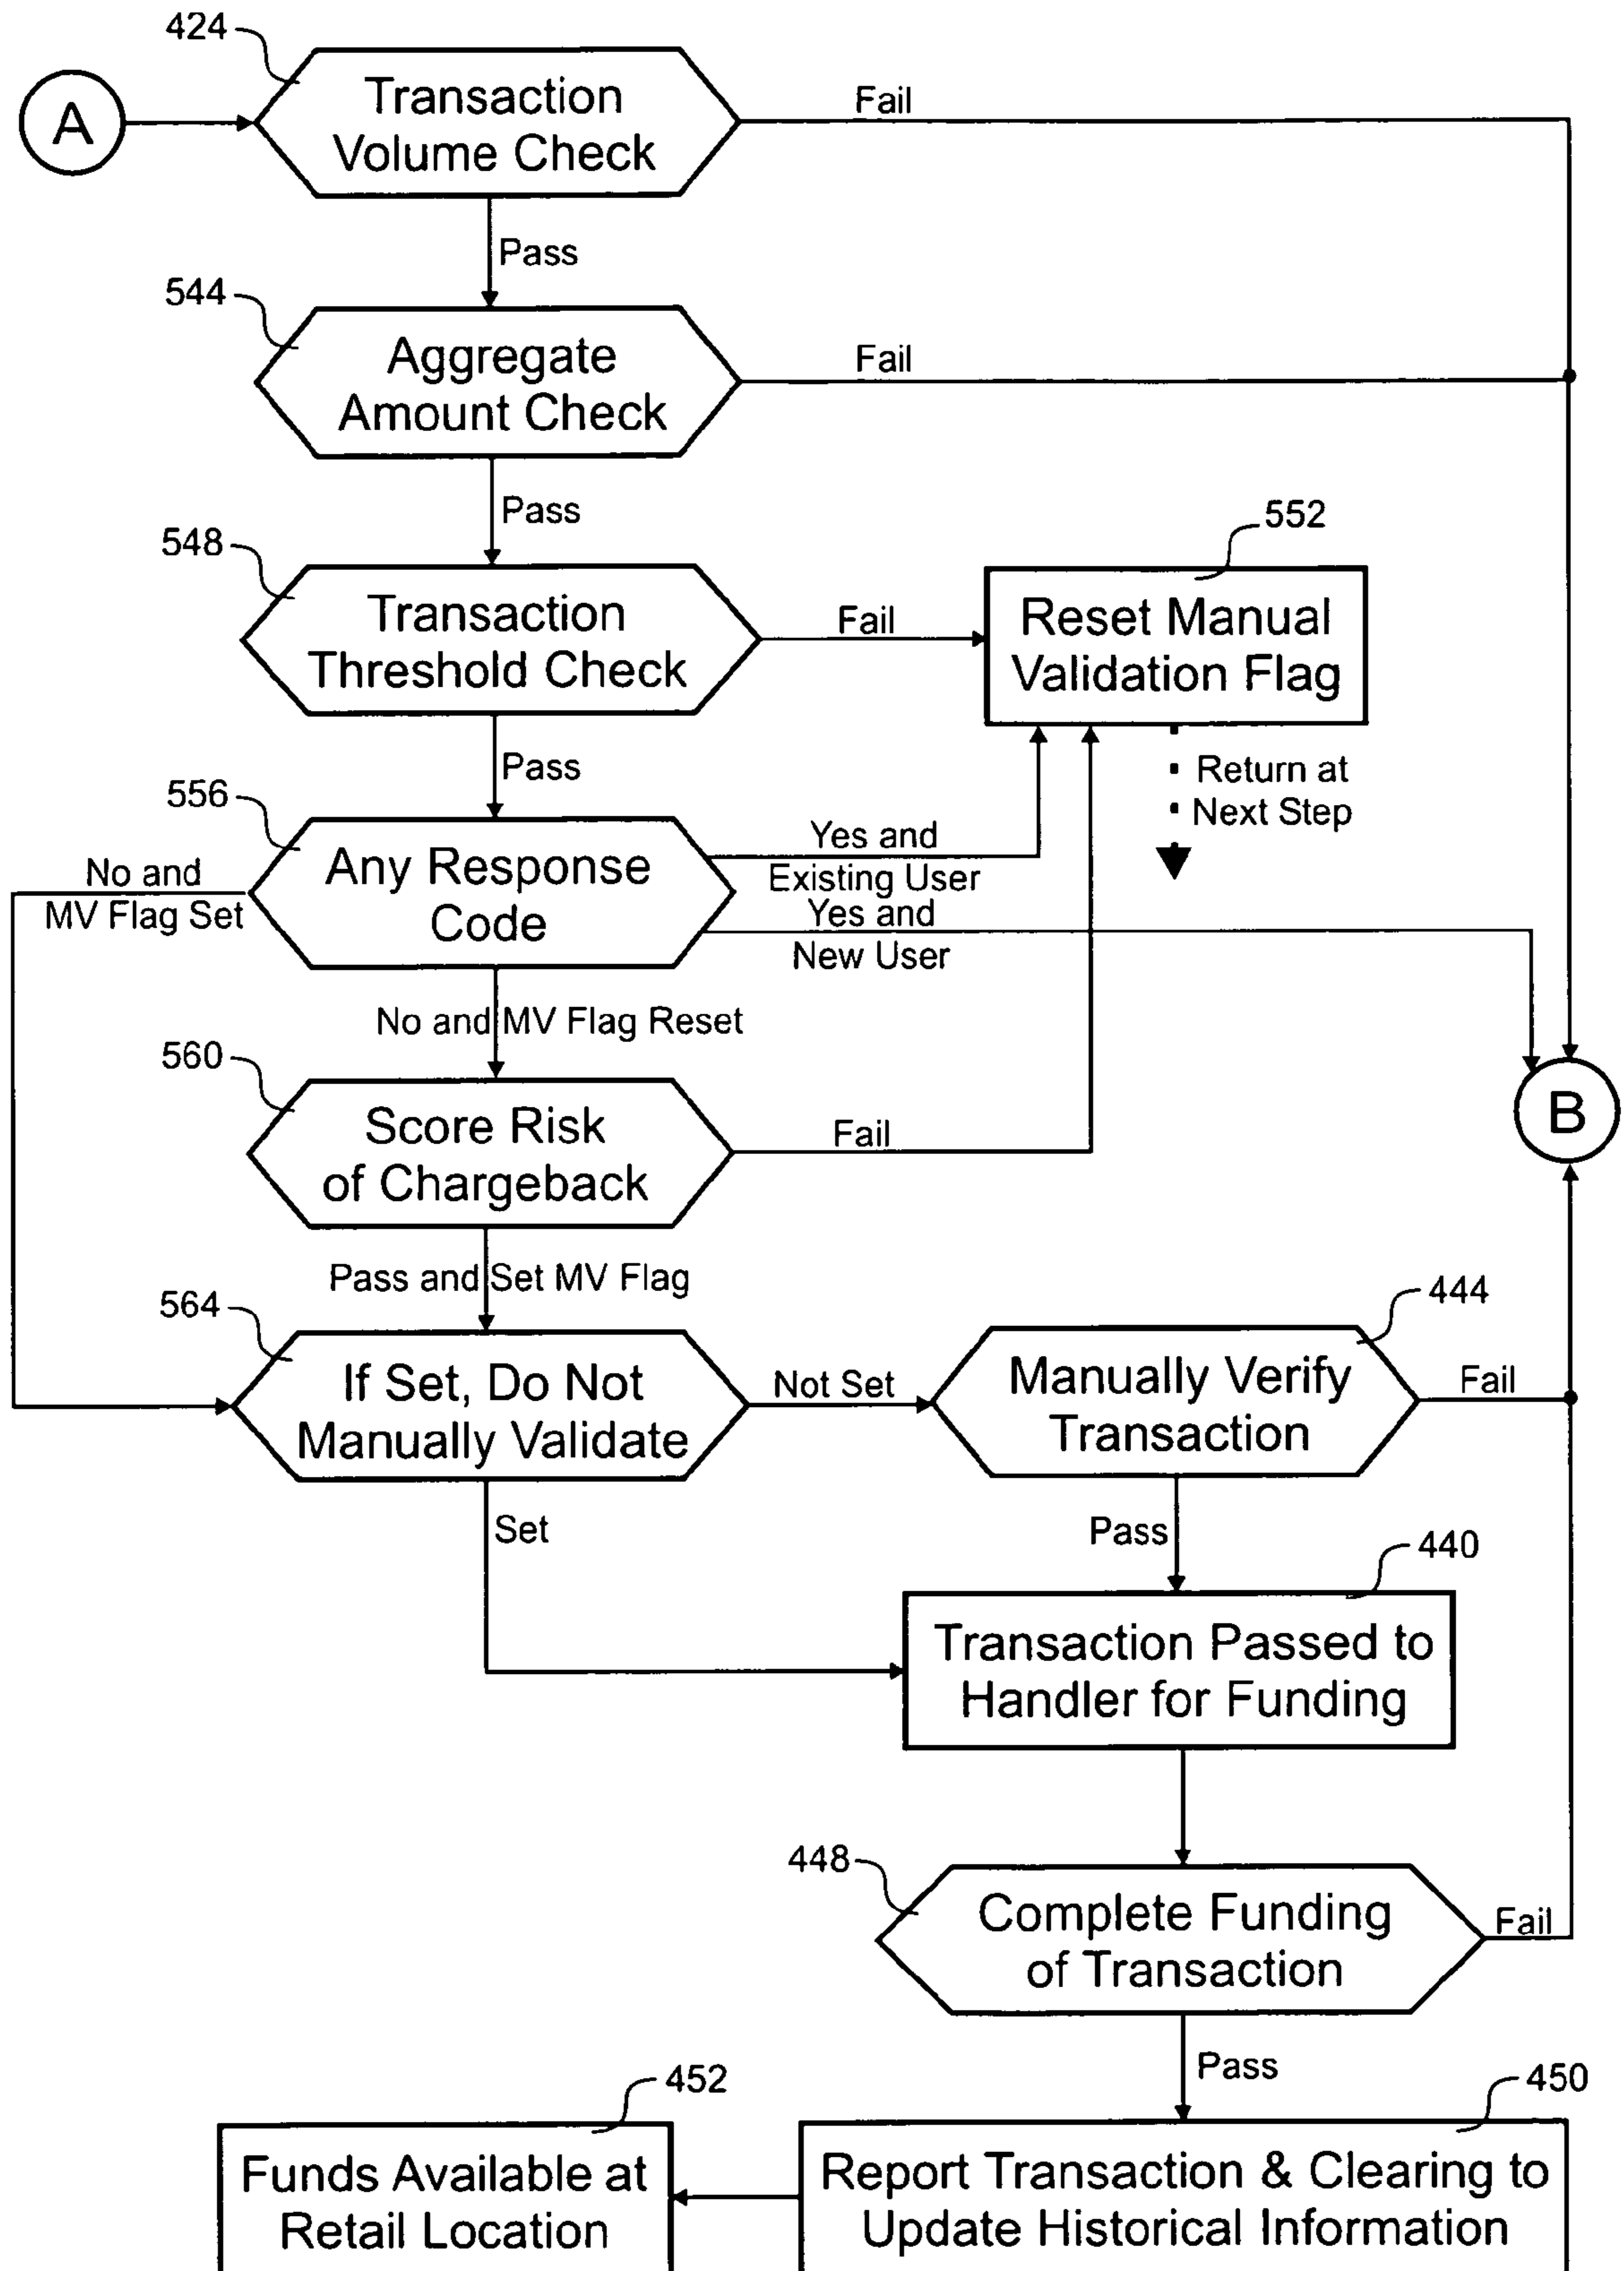 424
A
Transaction
Volume Check
Fail
Pass
544
Aggregate
Amount Check
Fail
Pass
552
548
Transaction
Threshold Check
Fail
Reset Manual
Validation Flag
Pass
Return at
Next Step
556
No and
MV Flag Set
Any Response
Code
Yes and
Existing User
Yes and
New User
No and MV Flag Reset
560
Score Risk
of Chargeback
Fail
B
Pass and Set MV Flag
564
444
If Set, Do Not
Manually Validate
Not Set
Manually Verify
Transaction
Fail
Set
Pass
440
Transaction Passed to
Handler for Funding
448
Complete Funding
of Transaction
Fail
Pass
452
450
Funds Available at
Retail Location
Report Transaction & Clearing to
Update Historical Information